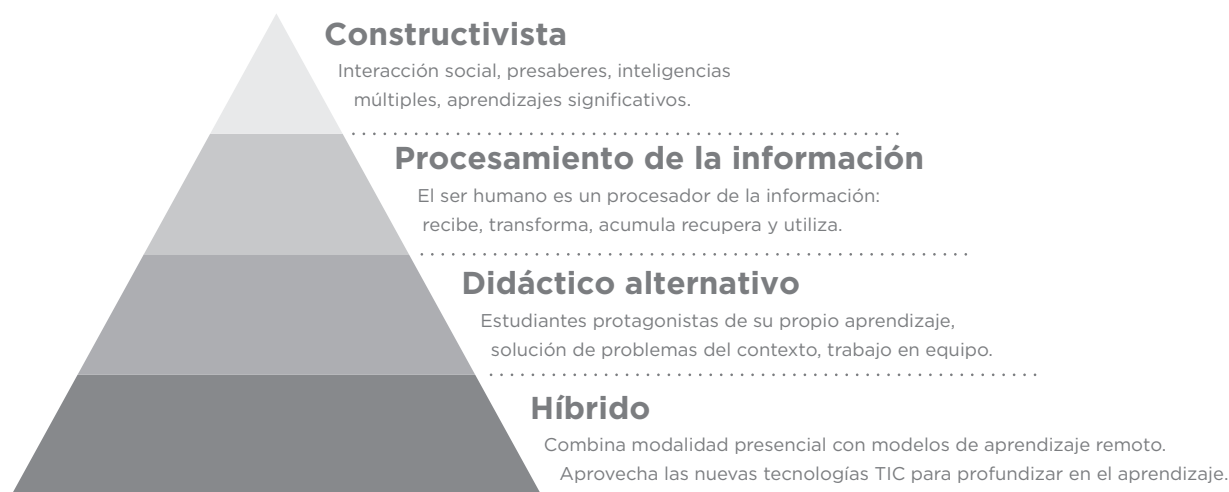 Constructivista
Interacción social, presaberes, inteligencias
múltiples, aprendizajes significativos.
Procesamiento de la información
El ser humano es un procesador de la información:
recibe, transforma, acumula recupera y utiliza.
Didáctico alternativo
Estudiantes protagonistas de su propio aprendizaje,
solución de problemas del contexto, trabajo en equipo.
Híbrido
Combina modalidad presencial con modelos de aprendizaje remoto.
Aprovecha las nuevas tecnologías TIC para profundizar en el aprendizaje.